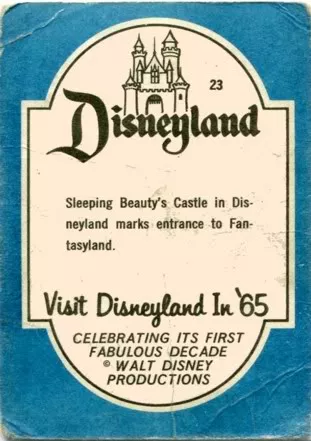 23
Disneyland
Sleeping Beauty's Castle in Dis-
neyland marks entrance to Fan-
tasyland.
Visit Disneyland In '65
CELEBRATING ITS FIRST
FABULOUS DECADE
© WALT DISNEY
PRODUCTIONS